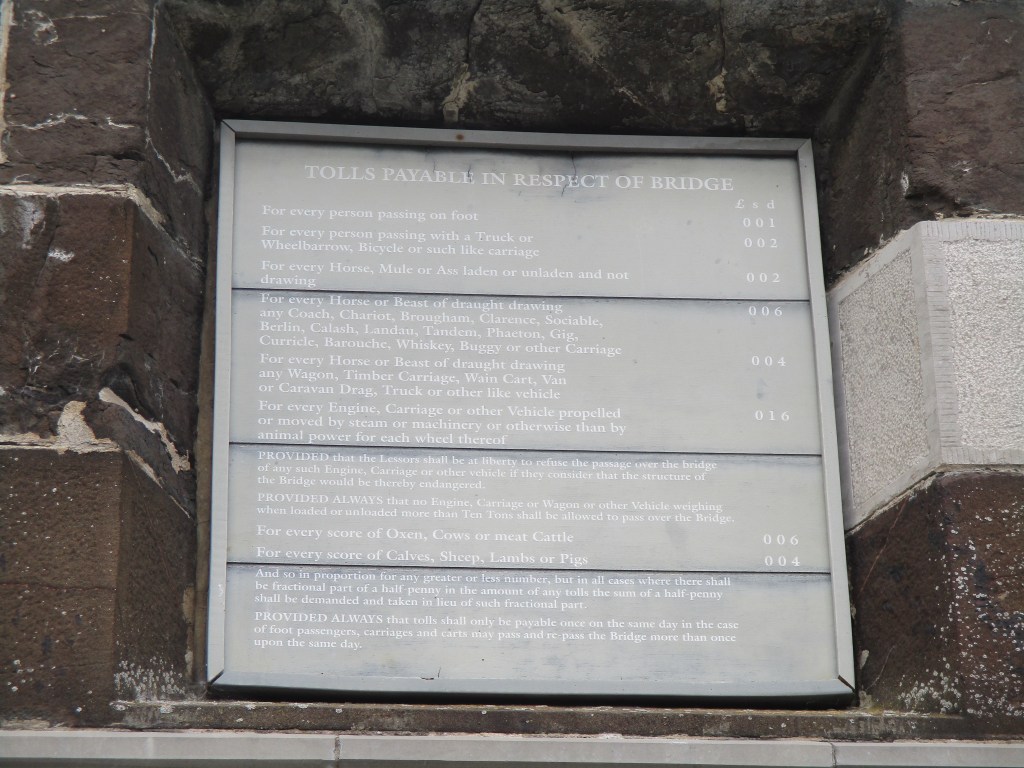 TOLLS PAYABLE IN RESPECT OF BRIDGE
£ s d
For every person passing on foot 0 0 1
For every person passing with a Truck or
Wheelbarrow, Bicycle or such like carriage 0 0 2
For every Horse, Mule or Ass laden or unladen and not
drawing 0 0 2
For every Horse or Beast of draught drawing 0 0 6
any Coach, Chariot, Brougham, Clarence, Sociable,
Berlin, Calash, Landau, Tandem, Phaeton, Gig,
Curricle, Barouche, Whiskey, Buggy or other Carriage
For every Horse or Beast of draught drawing 0 0 4
any Wagon, Timber Carriage, Wain Cart, Van
or Caravan Drag, Truck or other like vehicle
For every Engine, Carriage or other Vehicle propelled 0 1 6
or moved by steam or machinery or otherwise than by
animal power for each wheel thereof
PROVIDED that the Lessors shall be at liberty to refuse the passage over the bridge
of any such Engine, Carriage or other vehicle if they consider that the structure of
the Bridge would be thereby endangered.
PROVIDED ALWAYS that no Engine, Carriage or Wagon or other Vehicle weighing
when loaded or unloaded more than Ten Tons shall be allowed to pass over the Bridge.
For every score of Oxen, Cows or meat Cattle 0 0 6
For every score of Calves, Sheep, Lambs or Pigs 0 0 4
And so in proportion for any greater or less number, but in all cases where there shall
be fractional part of a half-penny in the amount of any tolls the sum of a half-penny
shall be demanded and taken in lieu of such fractional part.
PROVIDED ALWAYS that tolls shall only be payable once on the same day in the case
of foot passengers, carriages and carts may pass and re-pass the Bridge more than once
upon the same day.